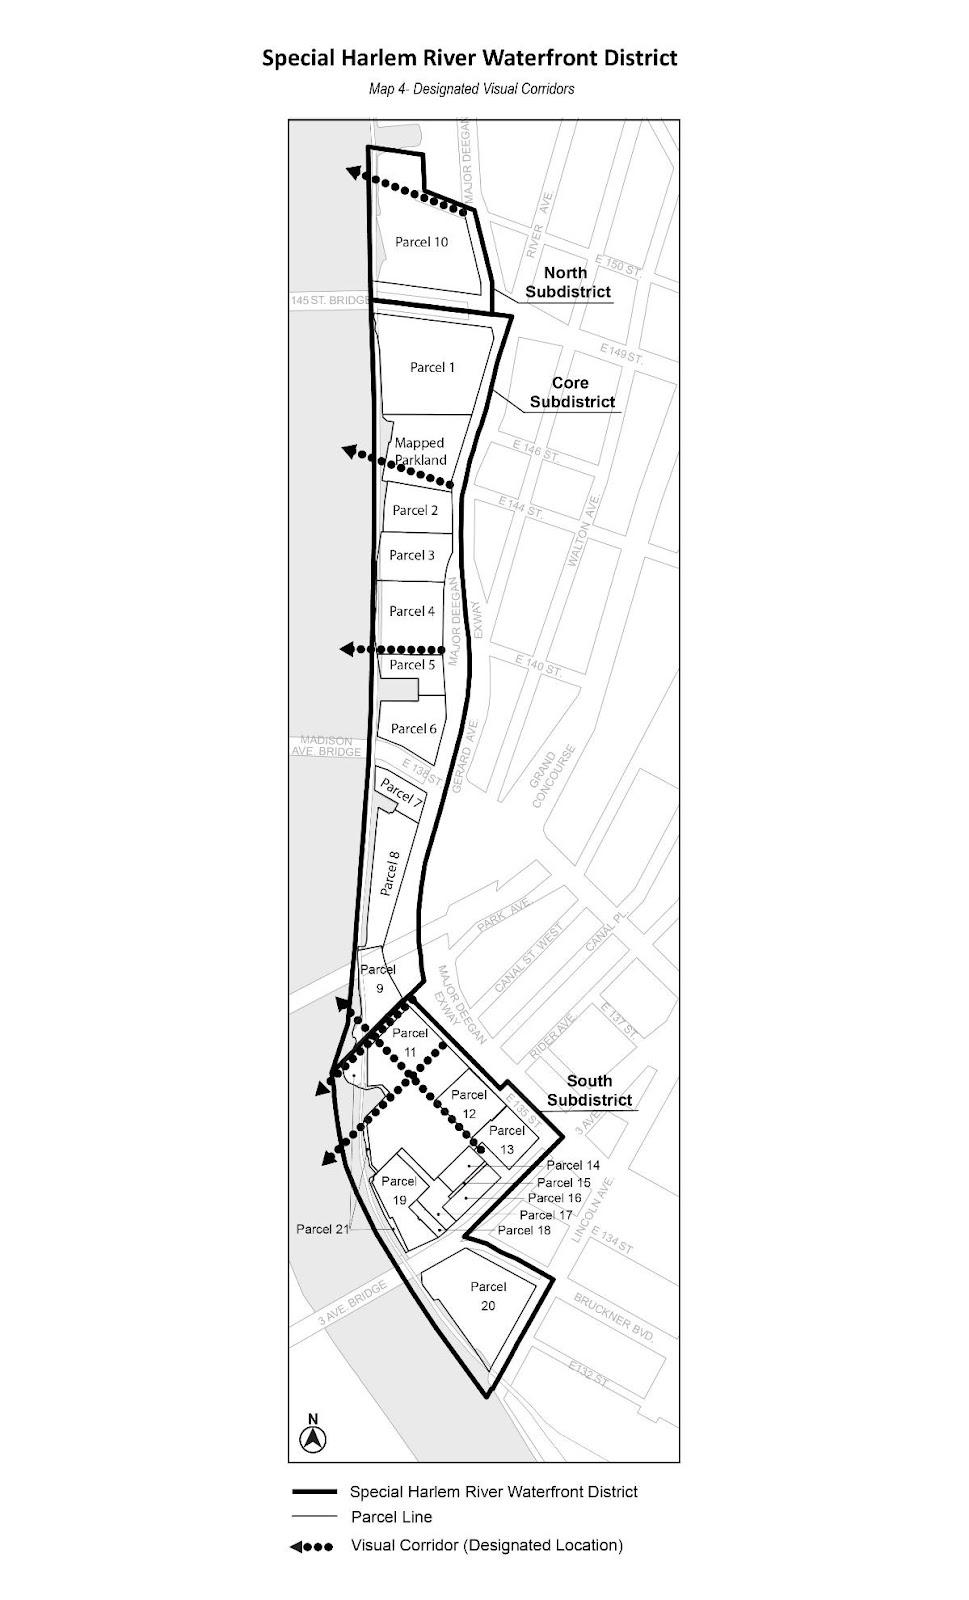 Special Harlem River Waterfront District
Map 4- Designated Visual Corridors
MAJOR DEEGAN
RIVER AVE.
Parcel 10
E 150 ST.
North
Subdistrict
145 ST. BRIDGE
E 149 ST.
Parcel 1
Core
Subdistrict
Mapped
Parkland
E 146 ST.
Parcel 2
E 144 ST.
WALTON AVE.
Parcel 3
MAJOR DEEGAN
EXWAY
Parcel 4
Parcel 5
E 140 ST.
Parcel 6
GERARD AVE.
MADISON
AVE. BRIDGE
E 138 ST.
GRAND
CONCOURSE
Parcel 7
Parcel 8
PARK AVE.
CANAL ST. WEST
CANAL PL.
Parcel
9
MAJOR DEEGAN
EXWAY
E 137 ST.
RIDER AVE.
Parcel
11
South
Subdistrict
Parcel
12
E 135 ST.
3 AVE.
Parcel
13
Parcel 14
Parcel 15
Parcel
19
Parcel 16
Parcel 17
Parcel 18
Parcel 21
LINCOLN AVE.
E 134 ST.
3 AVE. BRIDGE
Parcel
20
BRUCKNER BVD.
E132 ST.
N
Special Harlem River Waterfront District
Parcel Line
Visual Corridor (Designated Location)